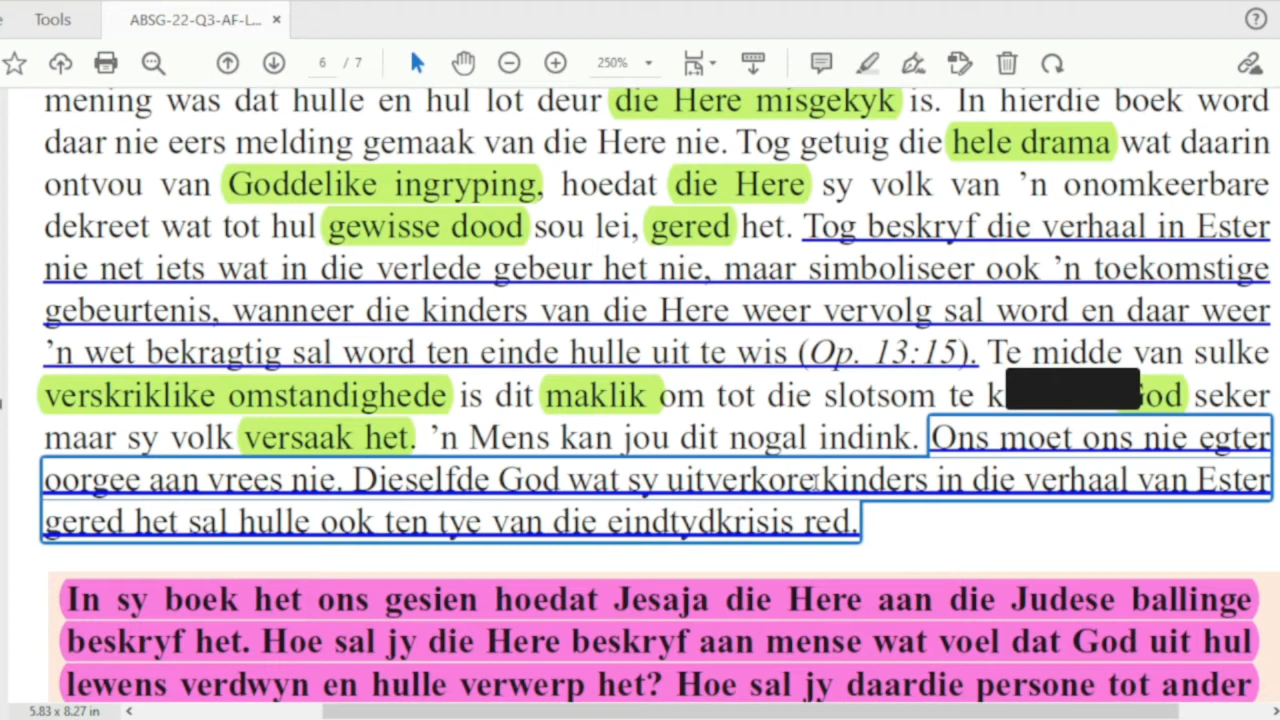 Tools
ABSG-22-Q3-AF-L... ×
6 / 7
250%
mening was dat hulle en hul lot deur die Here misgekyk is. In hierdie boek word
daar nie eers melding gemaak van die Here nie. Tog getuig die hele drama wat daarin
ontvou van Goddelike ingryping, hoedat die Here sy volk van ’n onomkeerbare
dekreet wat tot hul gewisse dood sou lei, gered het. Tog beskryf die verhaal in Ester
nie net iets wat in die verlede gebeur het nie, maar simboliseer ook ’n toekomstige
gebeurtenis, wanneer die kinders van die Here weer vervolg sal word en daar weer
’n wet bekragtig sal word ten einde hulle uit te wis (Op. 13:15). Te midde van sulke
verskriklike omstandighede is dit maklik om tot die slotsom te seker
maar sy volk versaak het. ’n Mens kan jou dit nogal indink. Ons moet ons nie egter
oorgee aan vrees nie. Dieselfde God wat sy uitverkore kinders in die verhaal van Ester
gered het sal hulle ook ten tye van die eindtydkrisis red.
In sy boek het ons gesien hoedat Jesaja die Here aan die Judese ballinge
beskryf het. Hoe sal jy die Here beskryf aan mense wat voel dat God uit hul
lewens verdwyn en hulle verwerp het? Hoe sal jy daardie persone tot ander
5.83 x 8.27 in